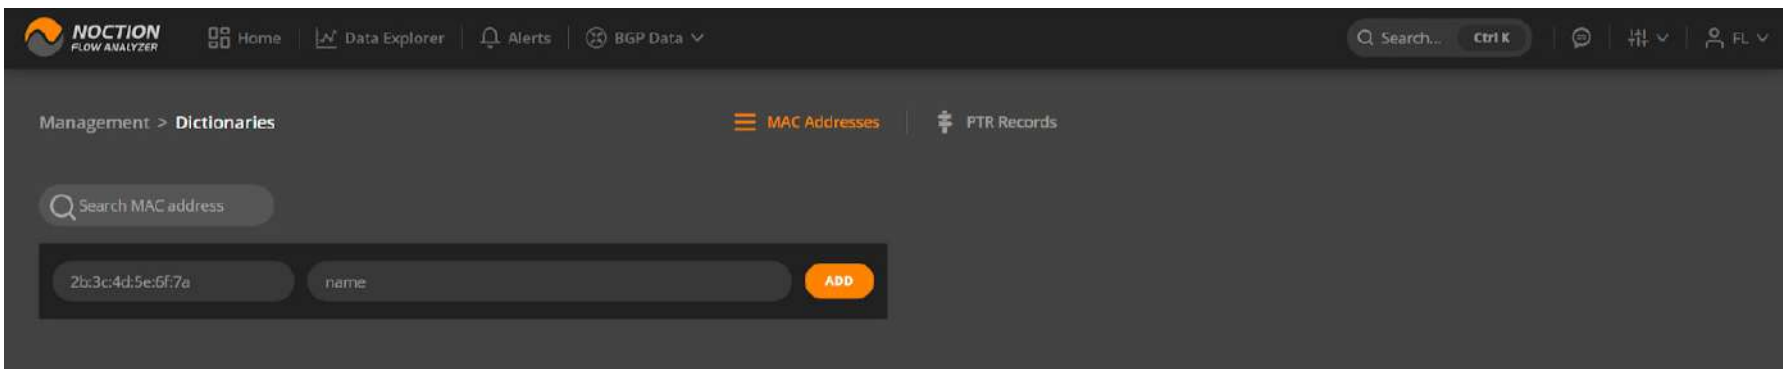 NOCTION
FLOW ANALYZER
Home
Data Explorer
Alerts
BGP Data
Search...
Ctrl K
FL
Management > Dictionaries
MAC Addresses
PTR Records
Search MAC address
2b:3c:4d:5e:6f:7a
name
ADD